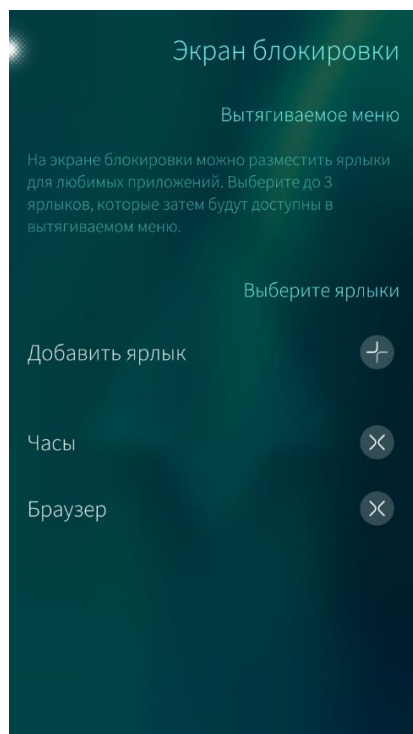 Экран блокировки
Вытягиваемое меню
На экране блокировки можно разместить ярлыки
для любимых приложений. Выберите до 3
ярлыков, которые затем будут доступны в
вытягиваемом меню.
Выберите ярлыки
Добавить ярлык
Часы
Браузер